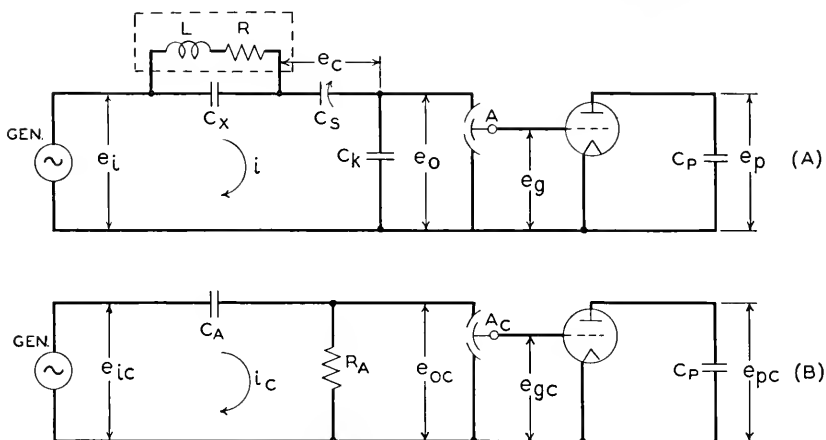 L R
e_c
C_X C_S
GEN.
e_i i C_k e_o A e_g C_P e_p (A)
C_A
GEN.
e_ic i_c R_A e_oc A_c e_gc C_P e_pc (B)